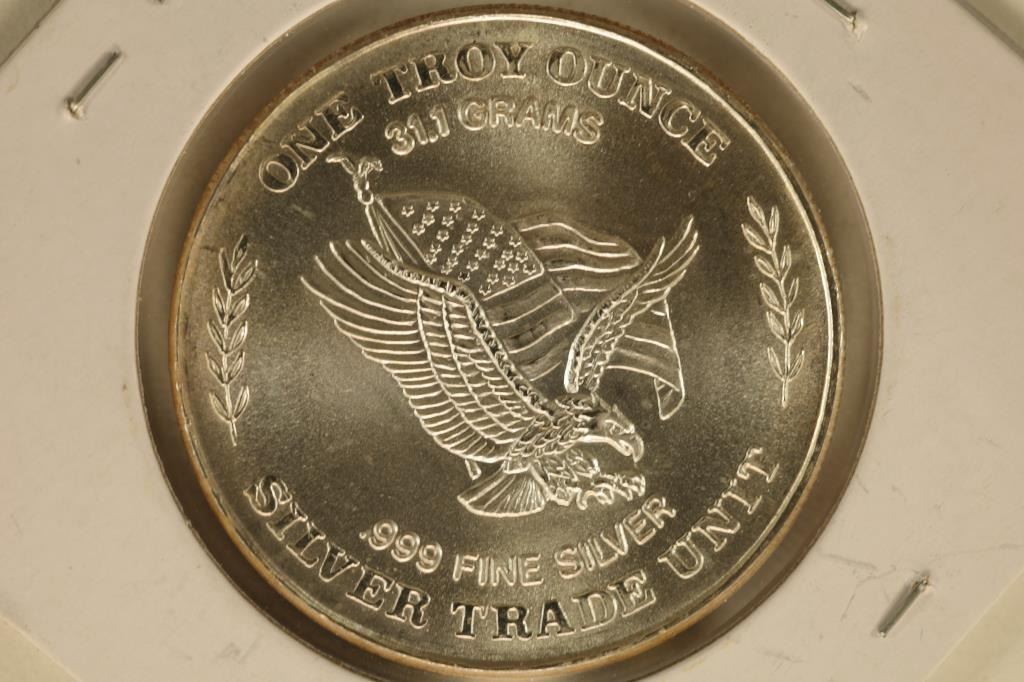 ONE TROY OUNCE
31.1 GRAMS
.999 FINE SILVER
SILVER TRADE UNIT